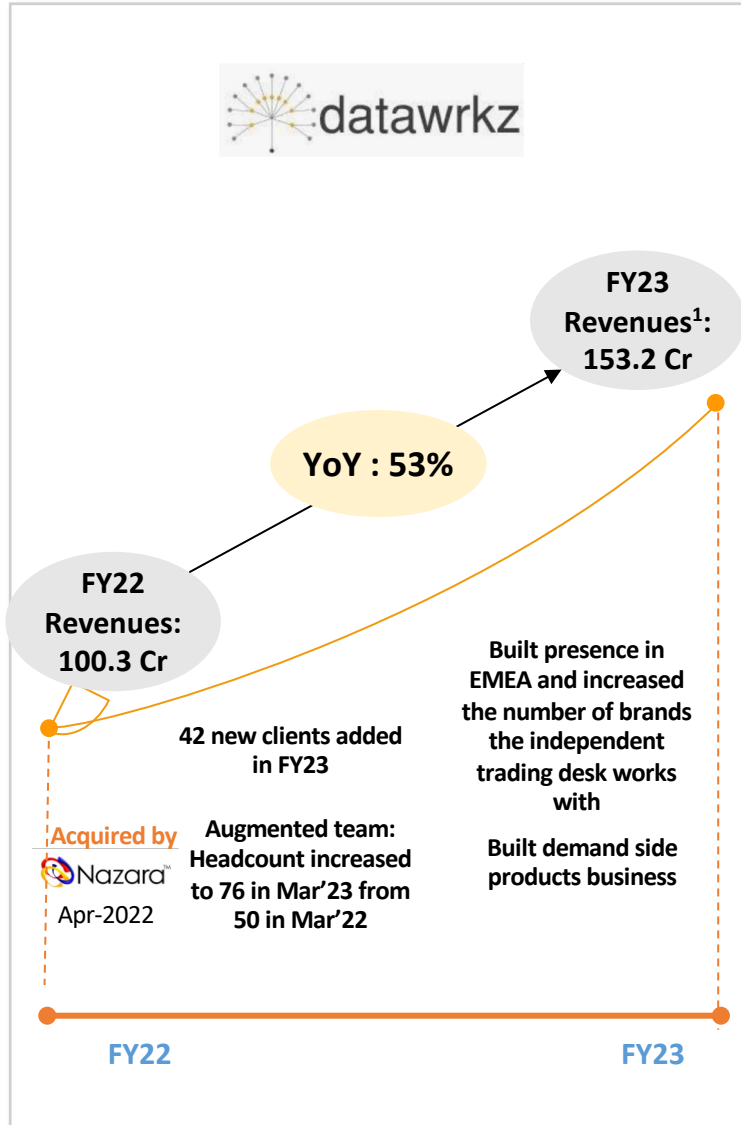 datawrkz
FY23
Revenues¹:
153.2 Cr
YoY : 53%
FY22
Revenues:
100.3 Cr
42 new clients added
in FY23
Built presence in
EMEA and increased
the number of brands
the independent
trading desk works
with
Acquired by
Nazara™
Apr-2022
Augmented team:
Headcount increased
to 76 in Mar’23 from
50 in Mar’22
Built demand side
products business
FY22
FY23